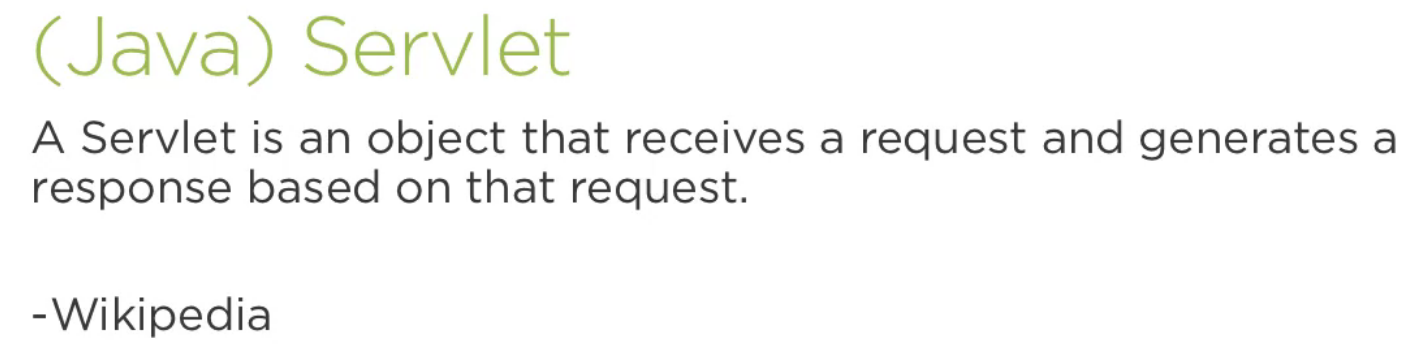 (Java) Servlet
A Servlet is an object that receives a request and generates a
response based on that request.
-Wikipedia